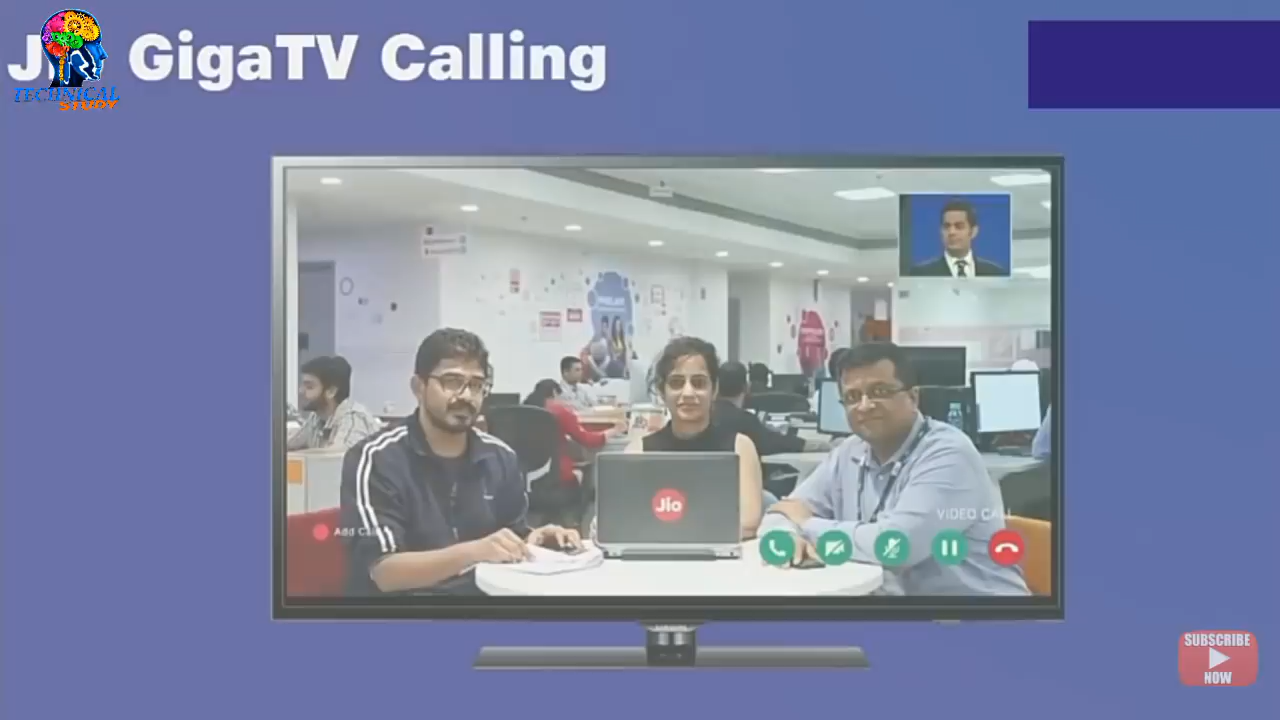 GigaTV Calling
TECHNICAL
STUDY
Jio
Add Call
VIDEO CALL
SUBSCRIBE
NOW